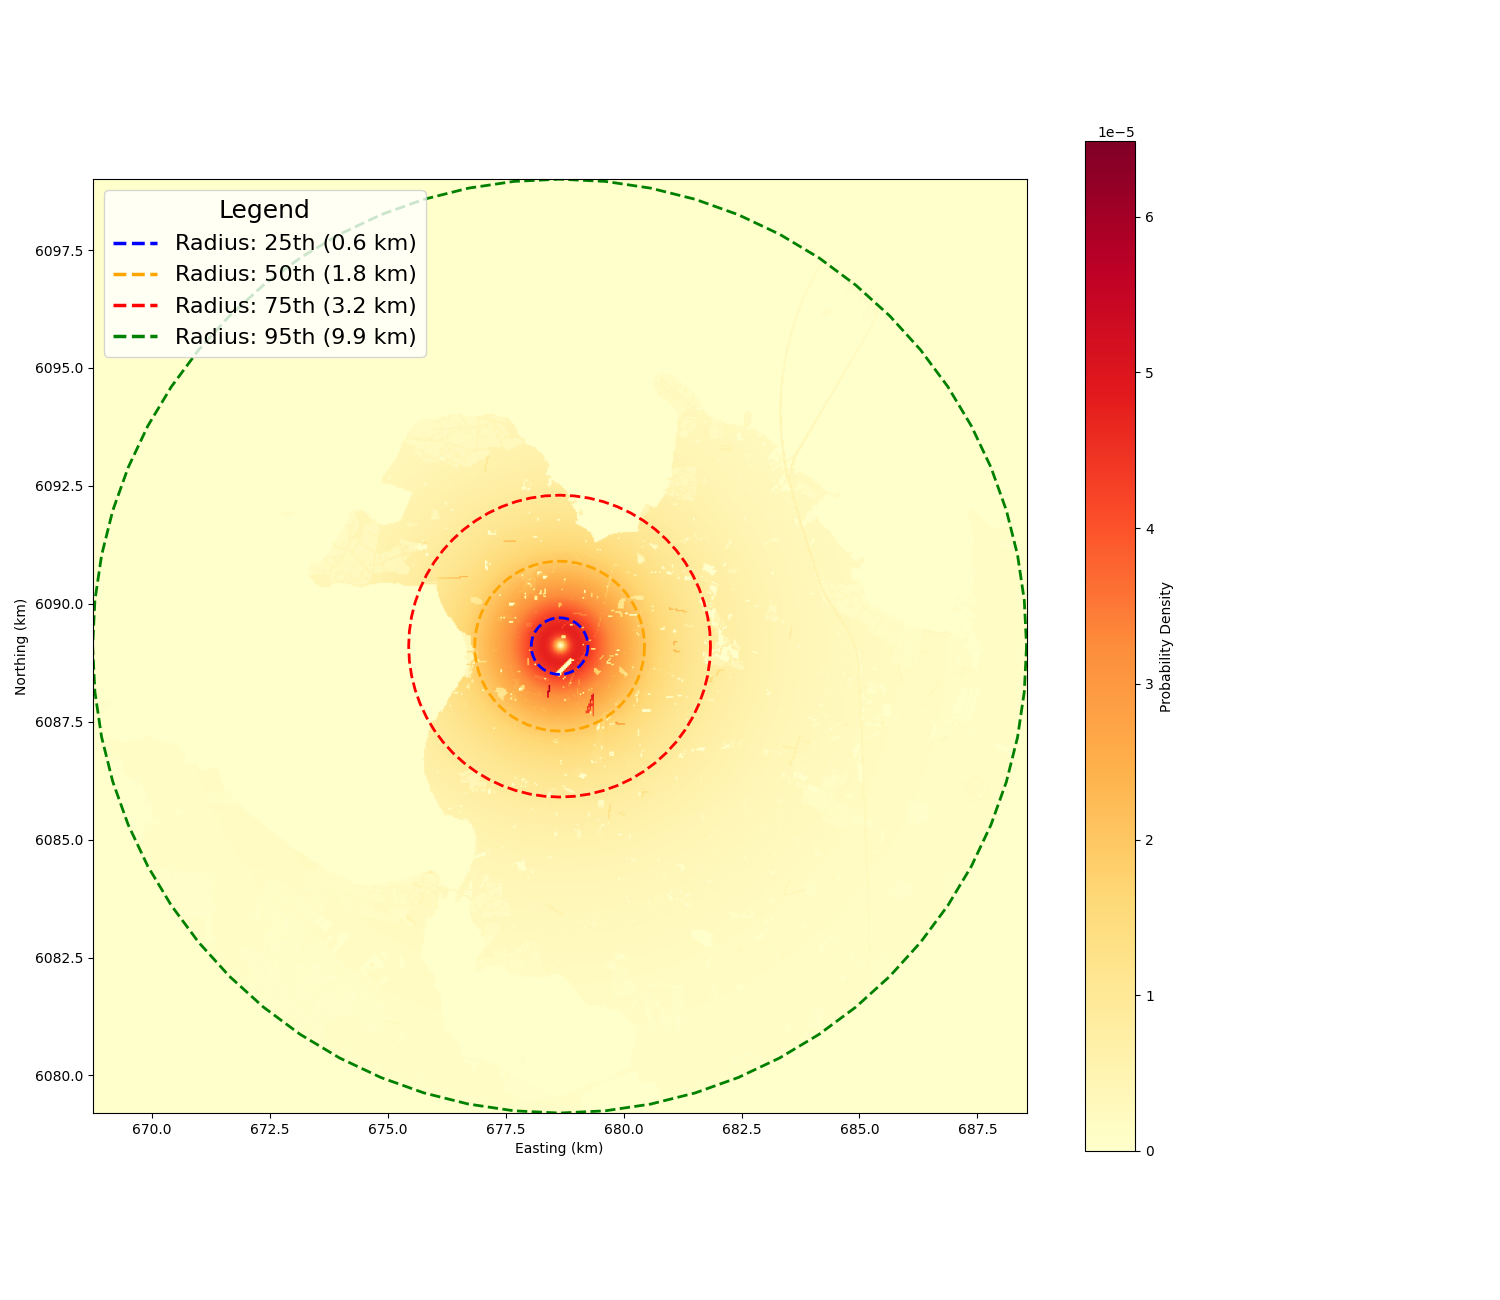 1e−5
Legend
Radius: 25th (0.6 km)
Radius: 50th (1.8 km)
Radius: 75th (3.2 km)
Radius: 95th (9.9 km)
6097.5
6095.0
6092.5
6090.0
6087.5
6085.0
6082.5
6080.0
Northing (km)
670.0 672.5 675.0 677.5 680.0 682.5 685.0 687.5
Easting (km)
6
5
4
3
2
1
0
Probability Density